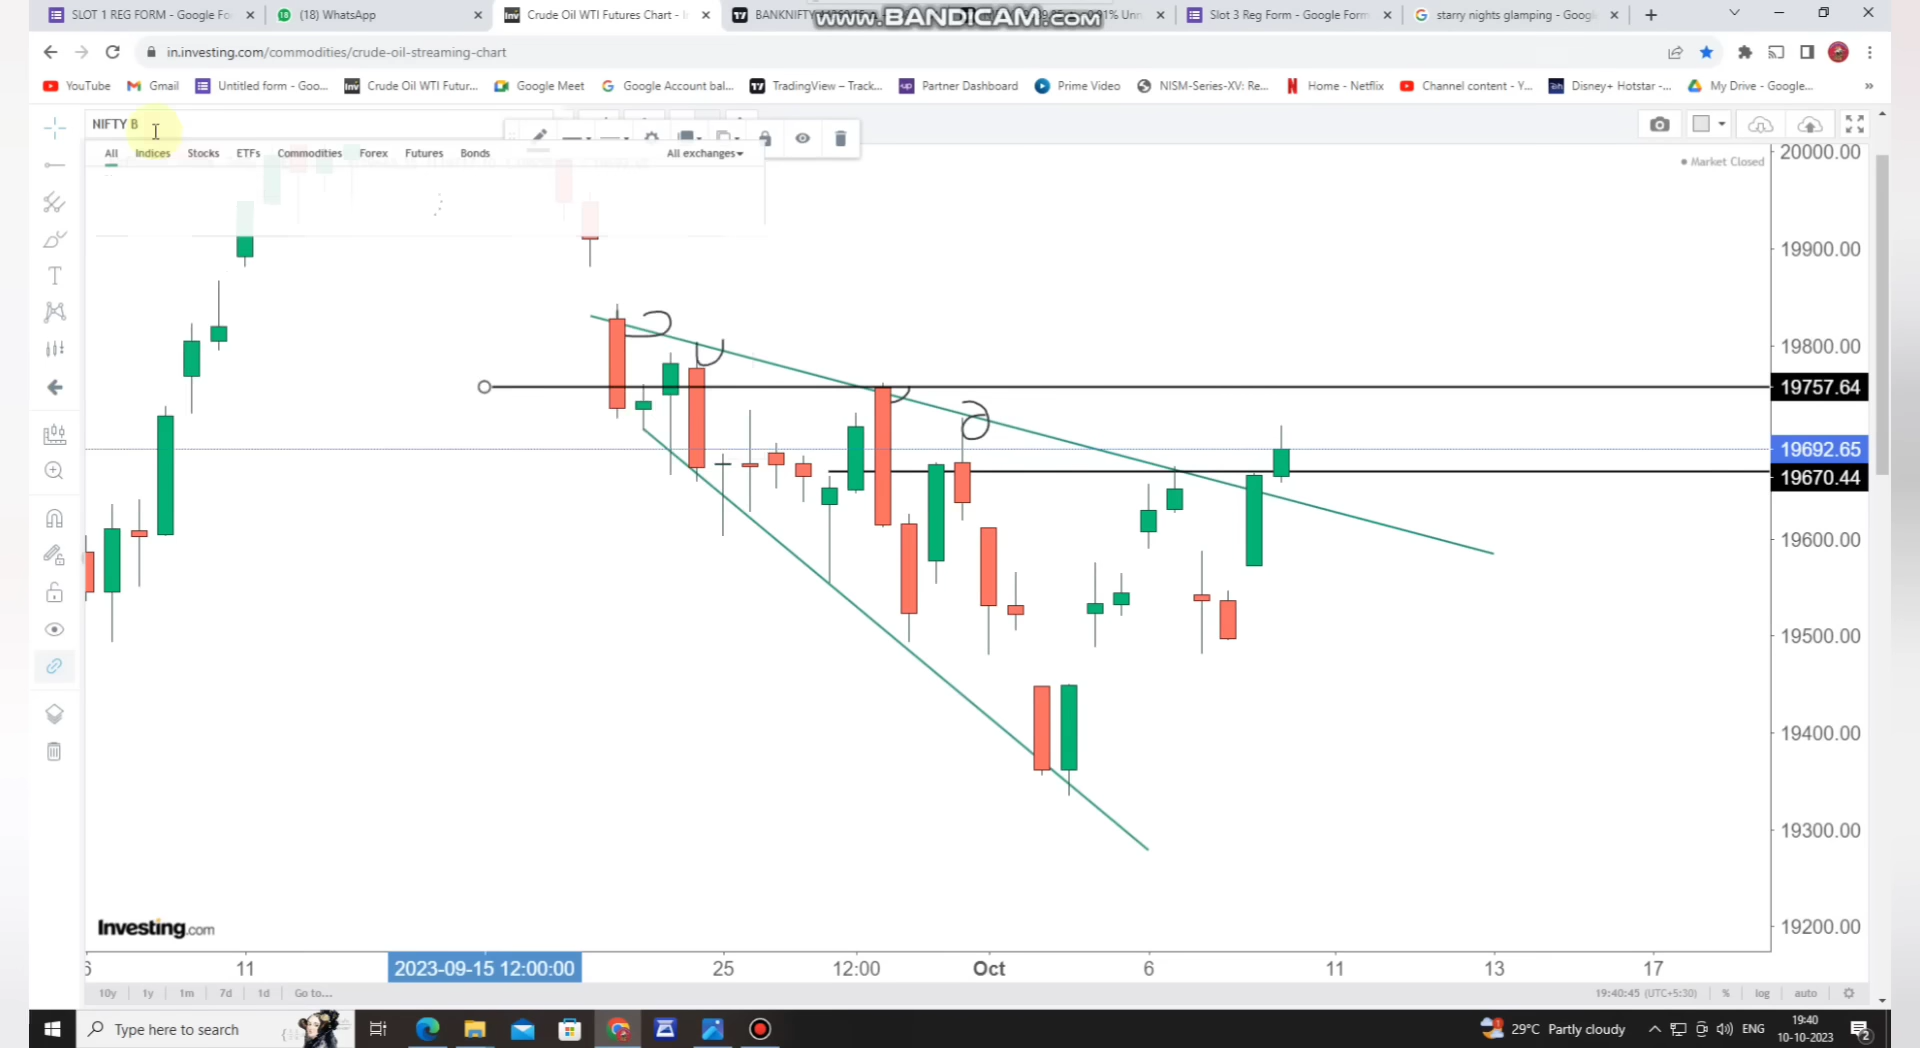 SLOT 1 REG FORM - Google Fo
(18) WhatsApp
Crude Oil WTI Futures Chart - I
BANKNIFTY
www.BANDICAM.com
Slot 3 Reg Form - Google Form
starry nights glamping - Goog
in.investing.com/commodities/crude-oil-streaming-chart
YouTube
Gmail
Untitled form - Goo...
Crude Oil WTI Futur...
Google Meet
Google Account bal...
TradingView – Track...
Partner Dashboard
Prime Video
NISM-Series-XV: Re...
Home - Netflix
Channel content - Y...
Disney+ Hotstar -...
My Drive - Google...
NIFTY B
All Indices Stocks ETFs Commodities Forex Futures Bonds All exchanges
Market Closed
20000.00
19900.00
19800.00
19757.64
19692.65
19670.44
19600.00
19500.00
19400.00
19300.00
19200.00
Investing.com
11 2023-09-15 12:00:00 25 12:00 Oct 6 11 13 17
10y 1y 1m 7d 1d Go to...
19:40:45 (UTC+5:30) % log auto
Type here to search
29°C Partly cloudy
ENG
19:40
10-10-2023
2